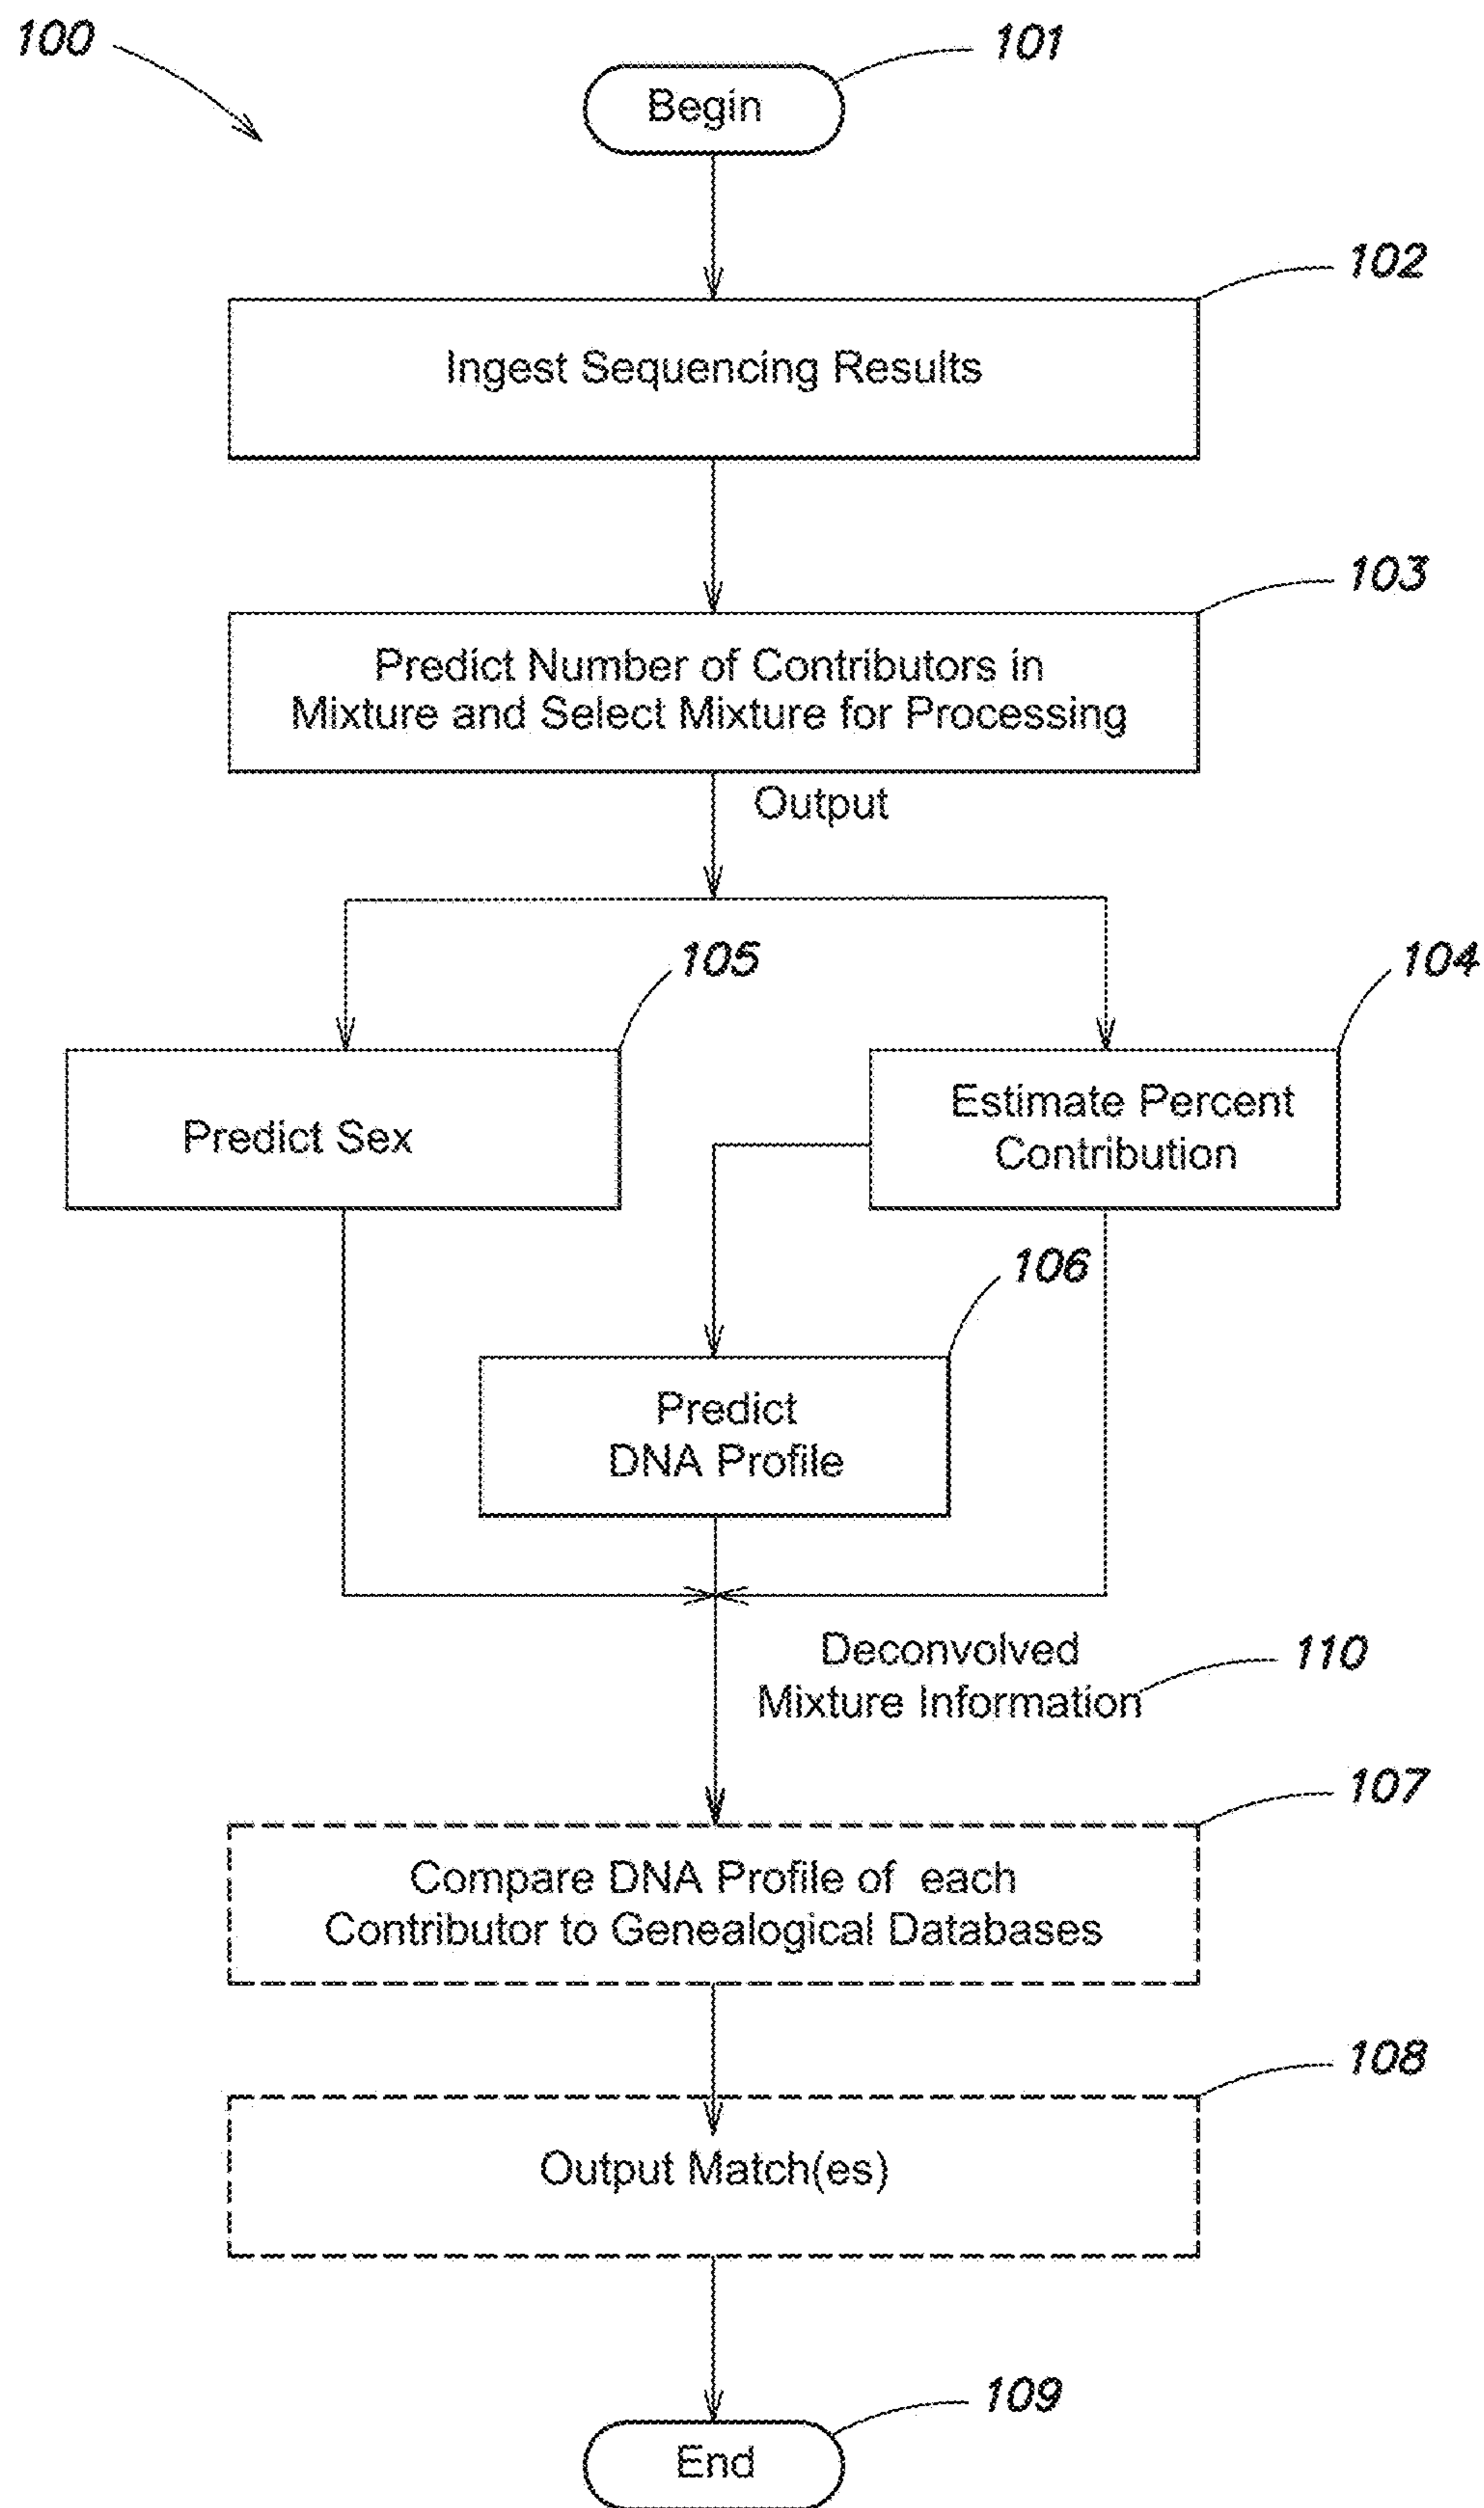 100
101
Begin
102
Ingest Sequencing Results
103
Predict Number of Contributors in
Mixture and Select Mixture for Processing
Output
105
104
Predict Sex
Estimate Percent
Contribution
106
Predict
DNA Profile
Deconvolved
Mixture Information
110
107
Compare DNA Profile of each
Contributor to Genealogical Databases
108
Output Match(es)
109
End